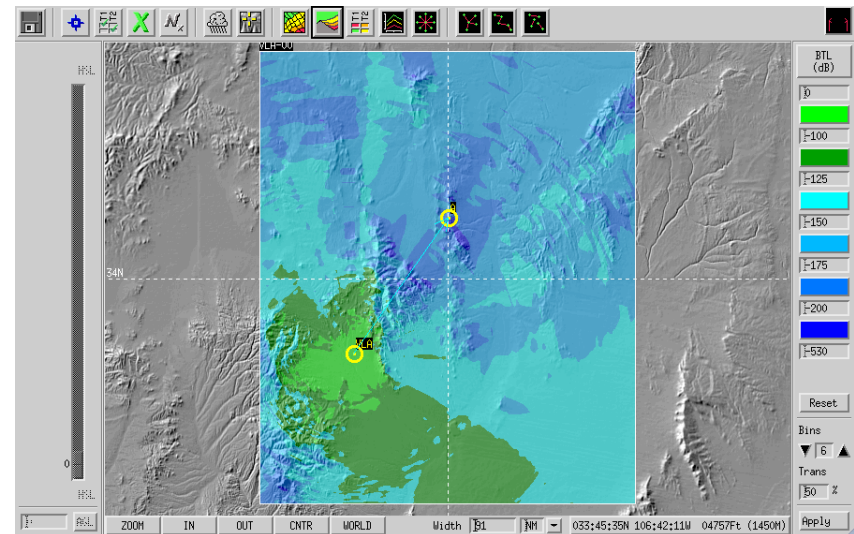 VLA-00
BTL
(dB)
MSL
0
-100
-125
-150
-175
34N
-200
VLA
-530
Reset
Bins
6
0
Trans
MSL
50 %
AGL
ZOOM IN OUT CNTR WORLD Width 91 NM 033:45:35N 106:42:11W 04757Ft (1450M)
Apply